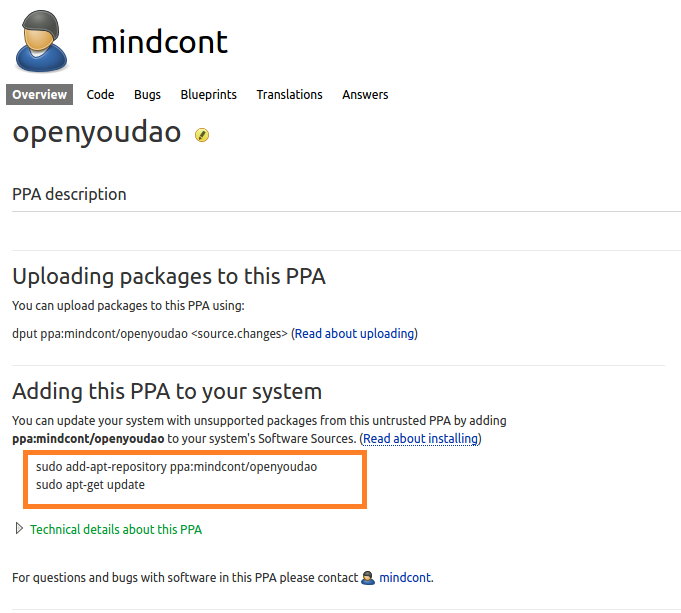 mindcont
Overview Code Bugs Blueprints Translations Answers
openyoudao
PPA description
Uploading packages to this PPA
You can upload packages to this PPA using:
dput ppa:mindcont/openyoudao <source.changes> (Read about uploading)
Adding this PPA to your system
You can update your system with unsupported packages from this untrusted PPA by adding
ppa:mindcont/openyoudao to your system's Software Sources. (Read about installing)
sudo add-apt-repository ppa:mindcont/openyoudao
sudo apt-get update
Technical details about this PPA
For questions and bugs with software in this PPA please contact mindcont.